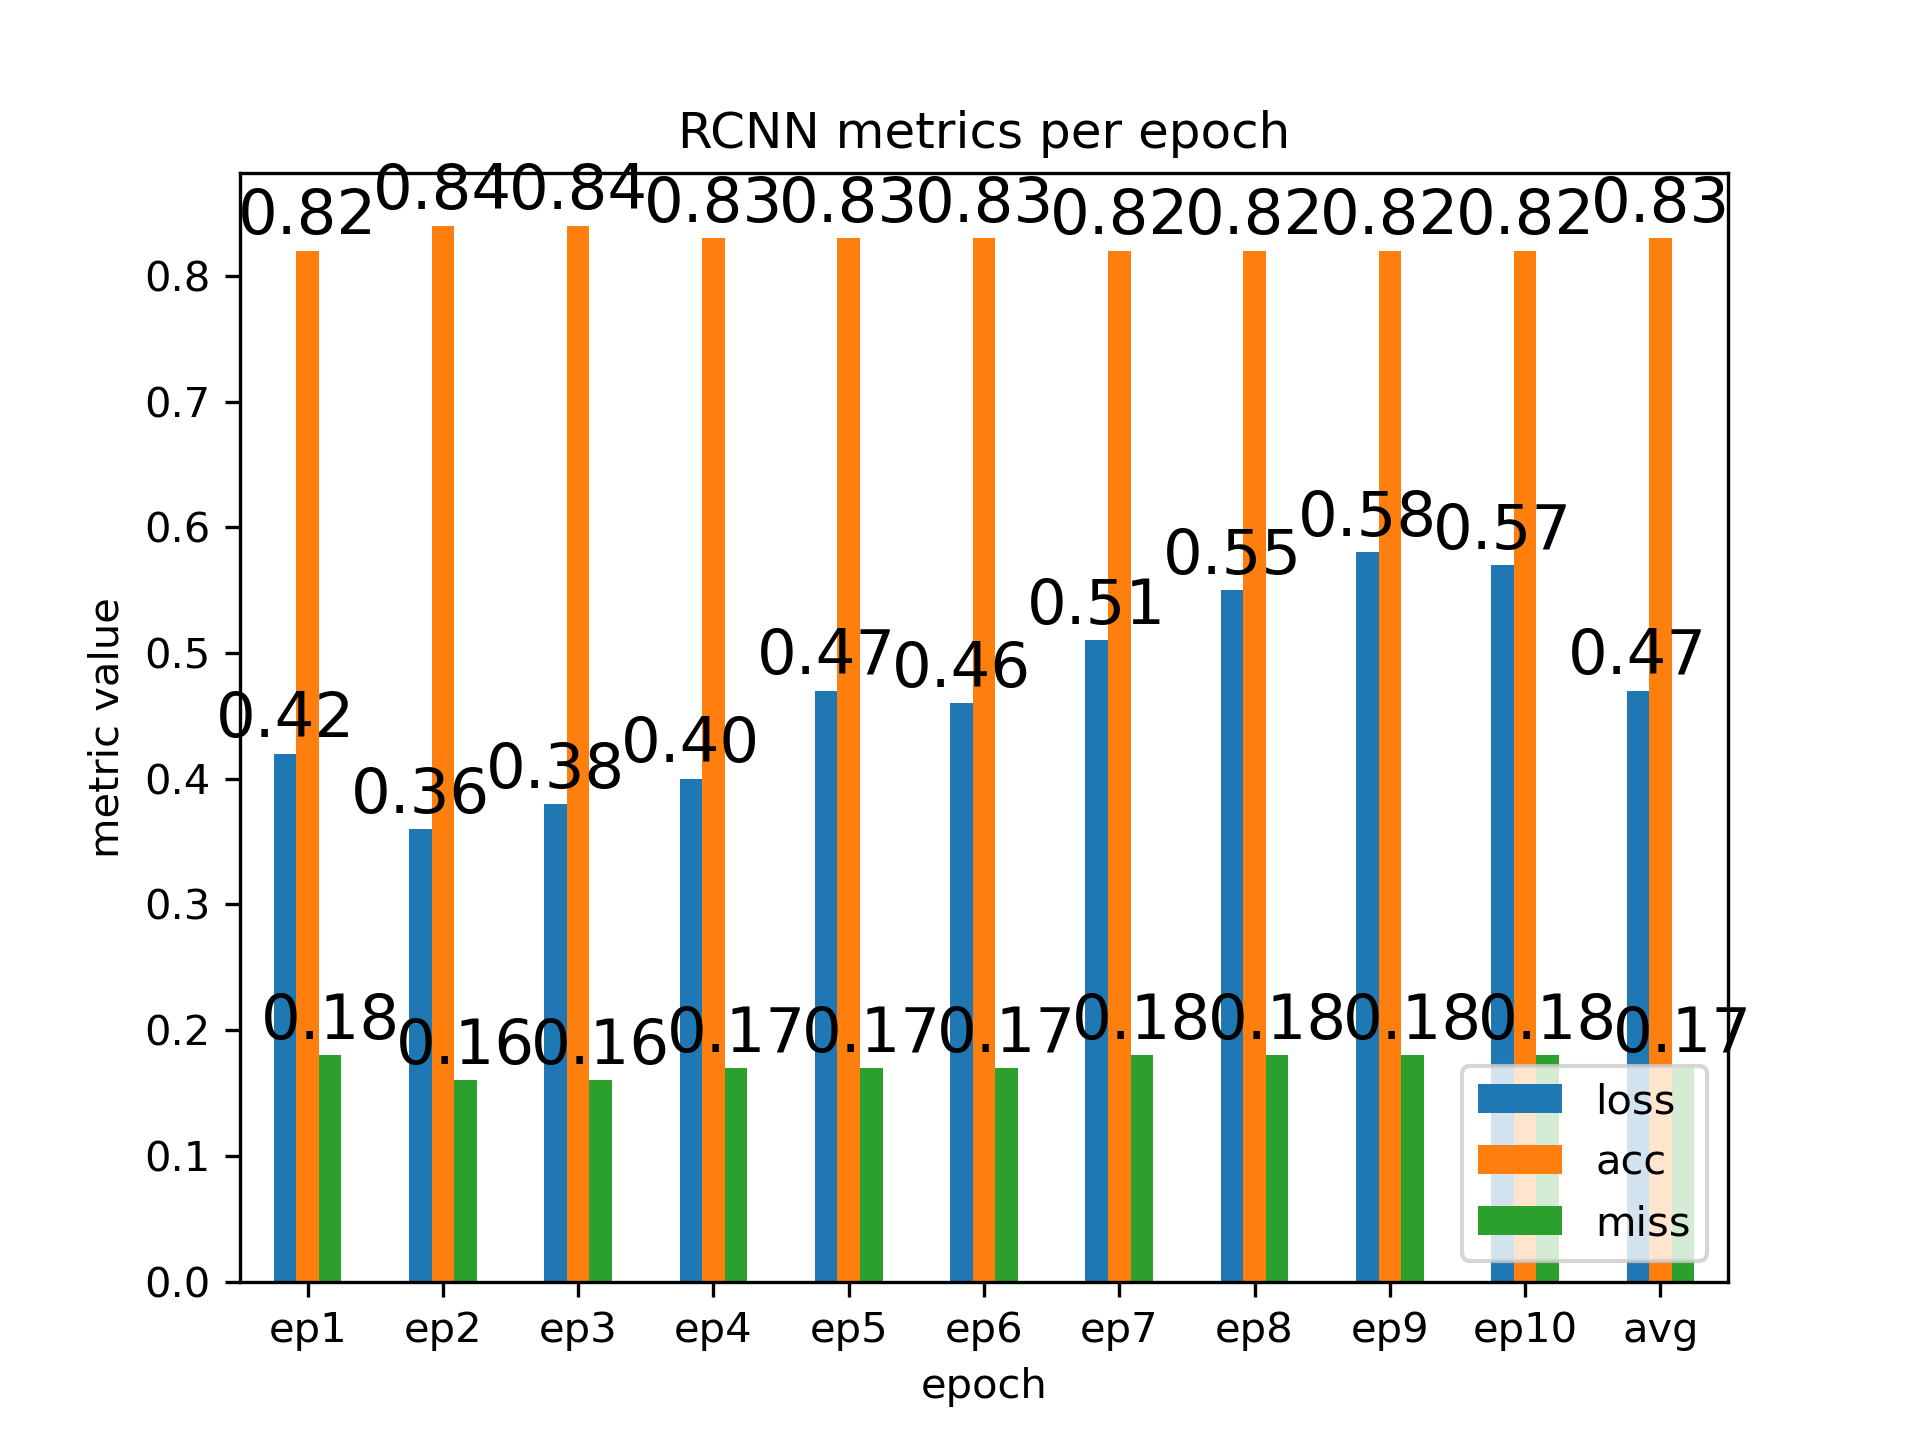 RCNN metrics per epoch
0.82 0.84 0.84 0.83 0.83 0.83 0.82 0.82 0.82 0.82 0.83
0.42 0.36 0.38 0.40 0.47 0.46 0.51 0.55 0.58 0.57 0.47
0.18 0.16 0.16 0.17 0.17 0.17 0.18 0.18 0.18 0.18 0.17
0.8
0.7
0.6
0.5
0.4
0.3
0.2
0.1
0.0
metric value
loss
acc
miss
ep1 ep2 ep3 ep4 ep5 ep6 ep7 ep8 ep9 ep10 avg
epoch